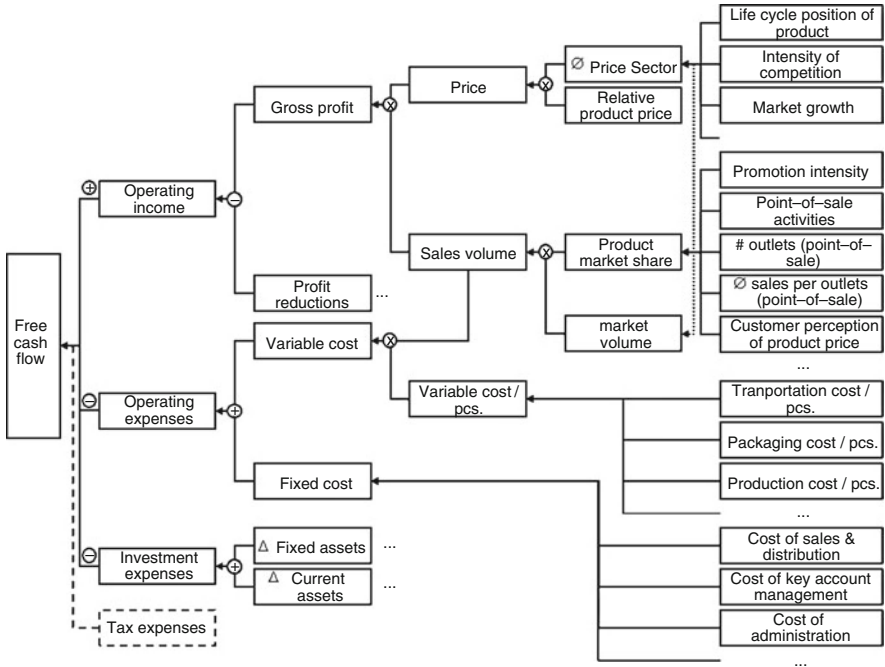 Life cycle position of
product
Intensity of
competition
Market growth
∅ Price Sector
Relative
product price
Price
Gross profit
Promotion intensity
Point–of–sale
activities
# outlets (point–of–
sale)
∅ sales per outlets
(point–of–sale)
Customer perception
of product price
...
Operating
income
Sales volume
Product
market share
Profit
reductions
...
market
volume
Free
cash
flow
Variable cost
Variable cost /
pcs.
Tranportation cost /
pcs.
Packaging cost / pcs.
Production cost / pcs.
...
Operating
expenses
Fixed cost
Cost of sales &
distribution
Cost of key account
management
Cost of
administration
...
Investment
expenses
Δ Fixed assets
...
Δ Current
assets
...
Tax expenses